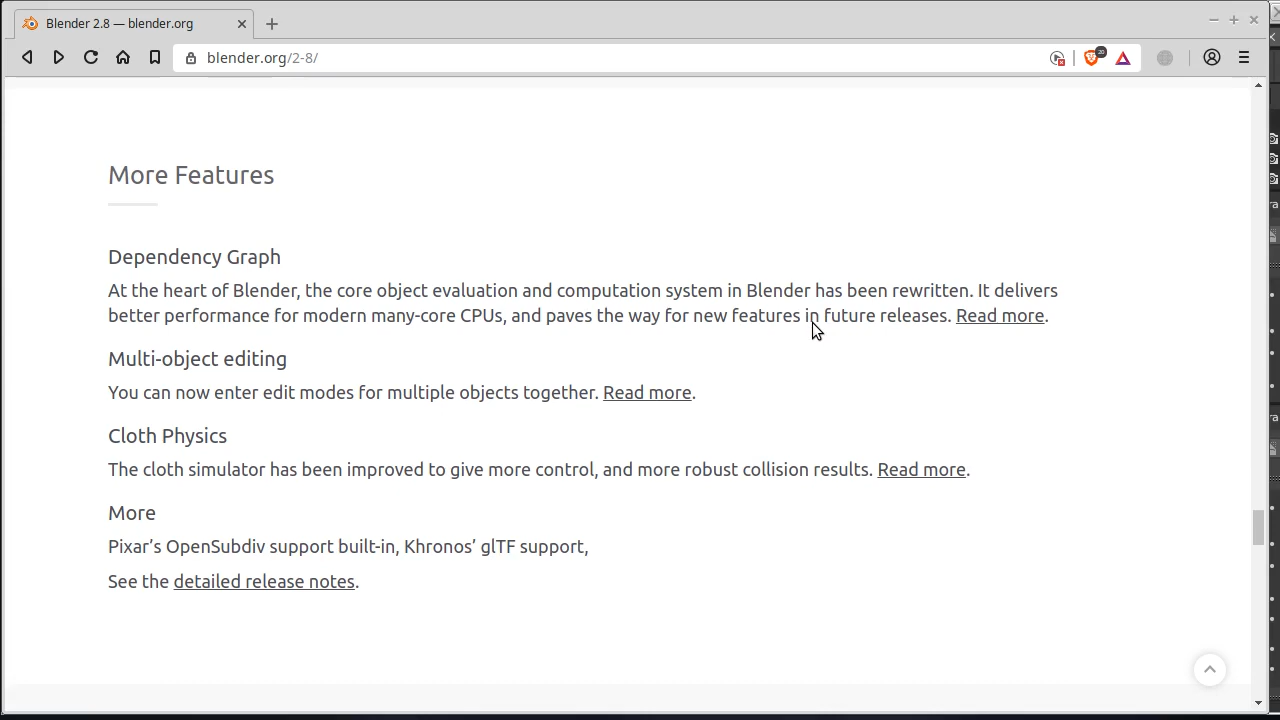 Blender 2.8 — blender.org
blender.org/2-8/
20
More Features
Dependency Graph
At the heart of Blender, the core object evaluation and computation system in Blender has been rewritten. It delivers
better performance for modern many-core CPUs, and paves the way for new features in future releases. Read more.
Multi-object editing
You can now enter edit modes for multiple objects together. Read more.
Cloth Physics
The cloth simulator has been improved to give more control, and more robust collision results. Read more.
More
Pixar’s OpenSubdiv support built-in, Khronos’ glTF support,
See the detailed release notes.
ra
ra